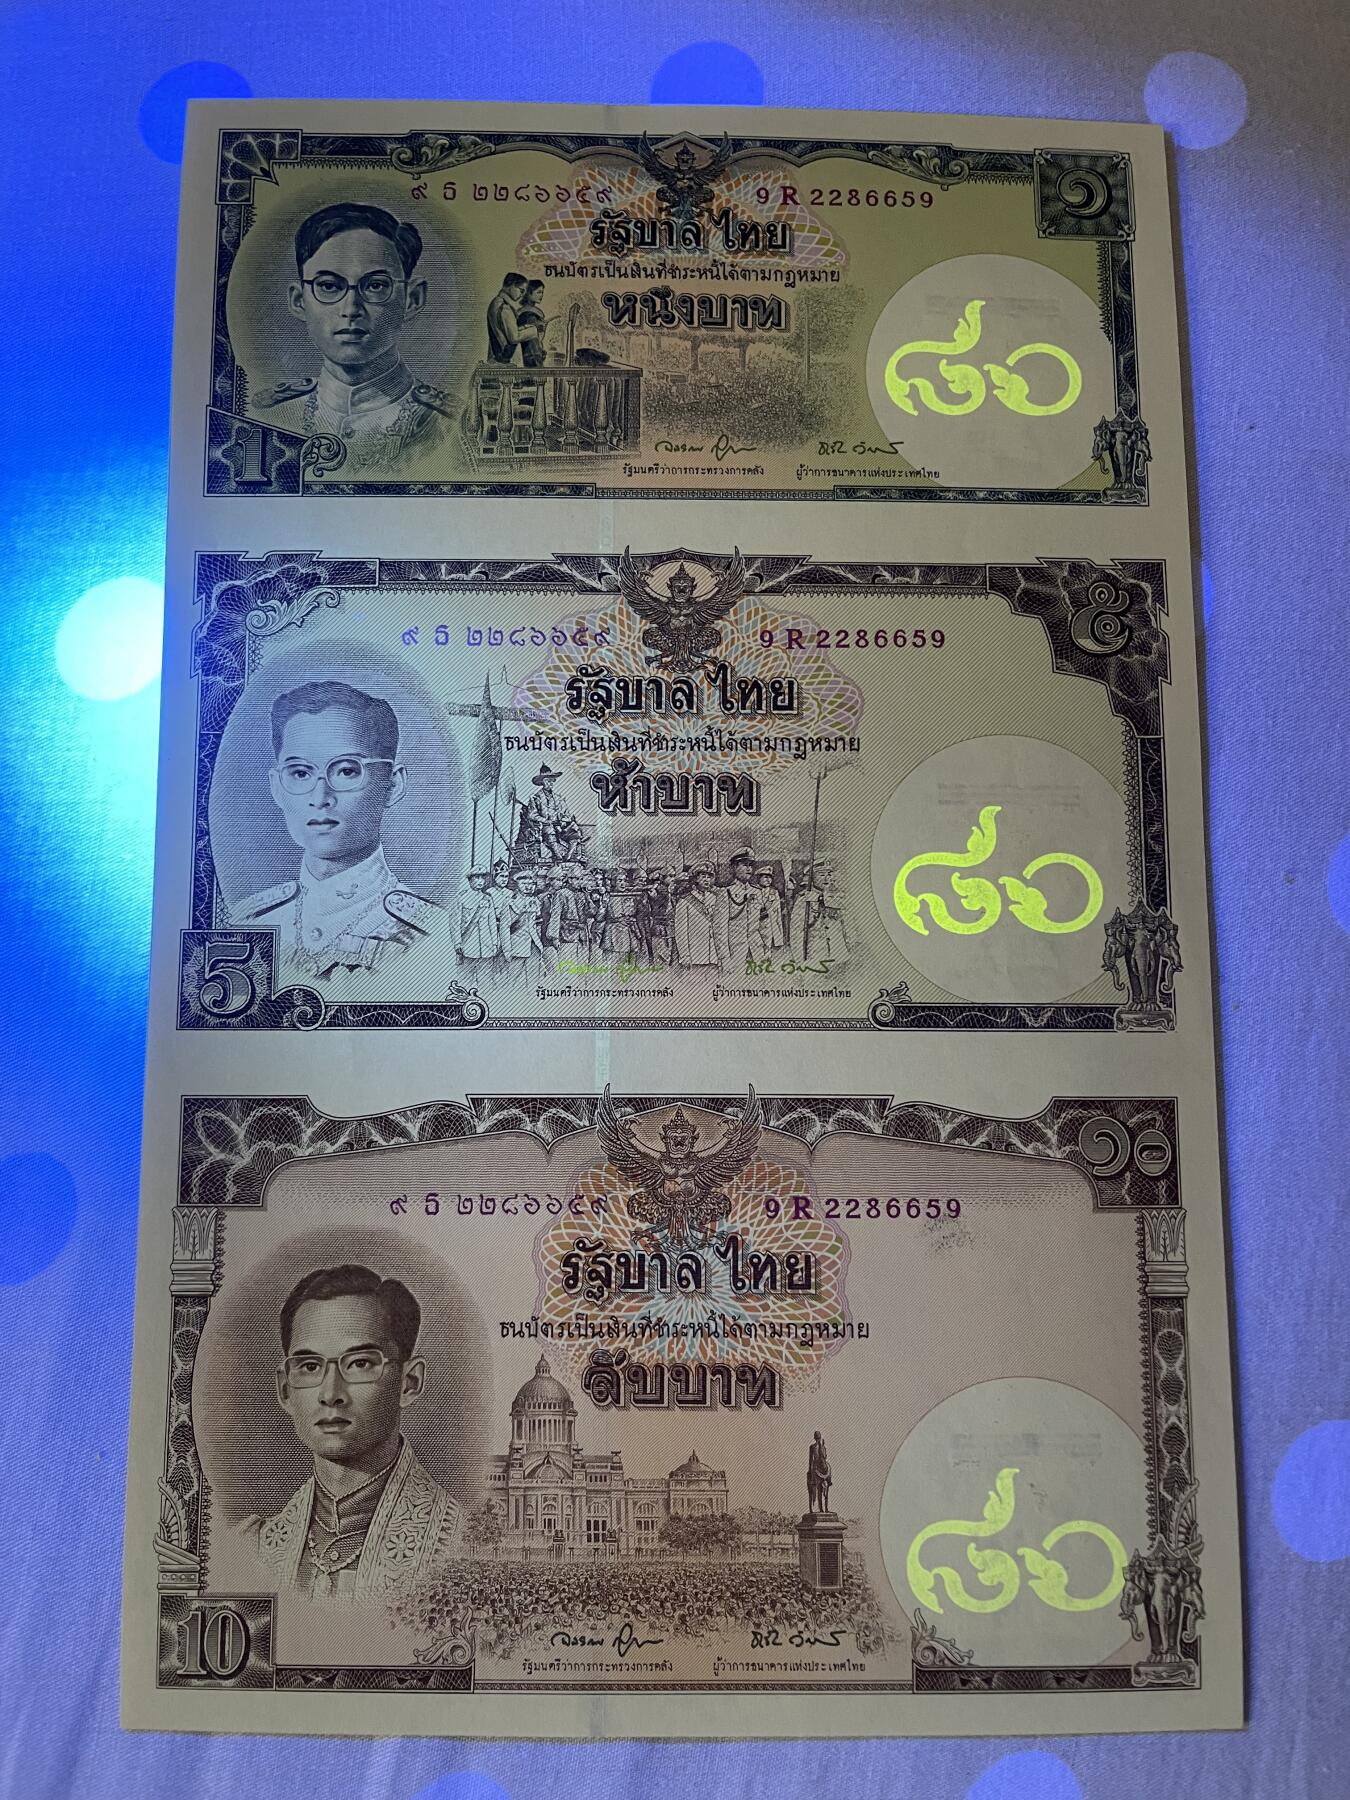 ๙ ธ ๒๒๘๖๖๕๙ 9 R 2286659 ๑
รัฐบาลไทย
ธนบัตรเป็นเงินที่ชำระหนี้ได้ตามกฎหมาย
หนึ่งบาท
๘๐
1
รัฐมนตรีว่าการกระทรวงการคลัง ผู้ว่าการธนาคารแห่งประเทศไทย
๕
๙ ธ ๒๒๘๖๖๕๙ 9 R 2286659
รัฐบาลไทย
ธนบัตรเป็นเงินที่ชำระหนี้ได้ตามกฎหมาย
ห้าบาท
๘๐
5
รัฐมนตรีว่าการกระทรวงการคลัง ผู้ว่าการธนาคารแห่งประเทศไทย
๑๐
๙ ธ ๒๒๘๖๖๕๙ 9 R 2286659
รัฐบาลไทย
ธนบัตรเป็นเงินที่ชำระหนี้ได้ตามกฎหมาย
สิบบาท
๘๐
10
รัฐมนตรีว่าการกระทรวงการคลัง ผู้ว่าการธนาคารแห่งประเทศไทย